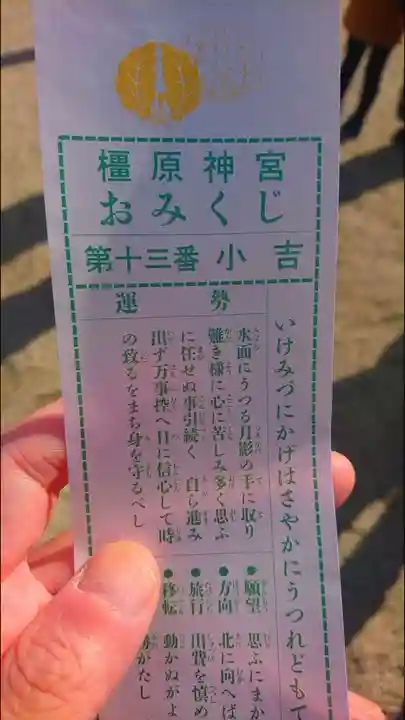 橿原神宮
おみくじ
第十三番 小吉
いけみづにかげはさやかにうつれども
運勢
水面にうつる月影の手に取り
難き様に心に苦しみ多く思ふ
に任せぬ事引続く 自ら進み
出ず万事控へ目に信心して時
の致るをまち身を守るべし
●願望 思ふにまか
●方向 北に向へば
●旅行 出費を慎め
●移転 動かぬがよ
がたし